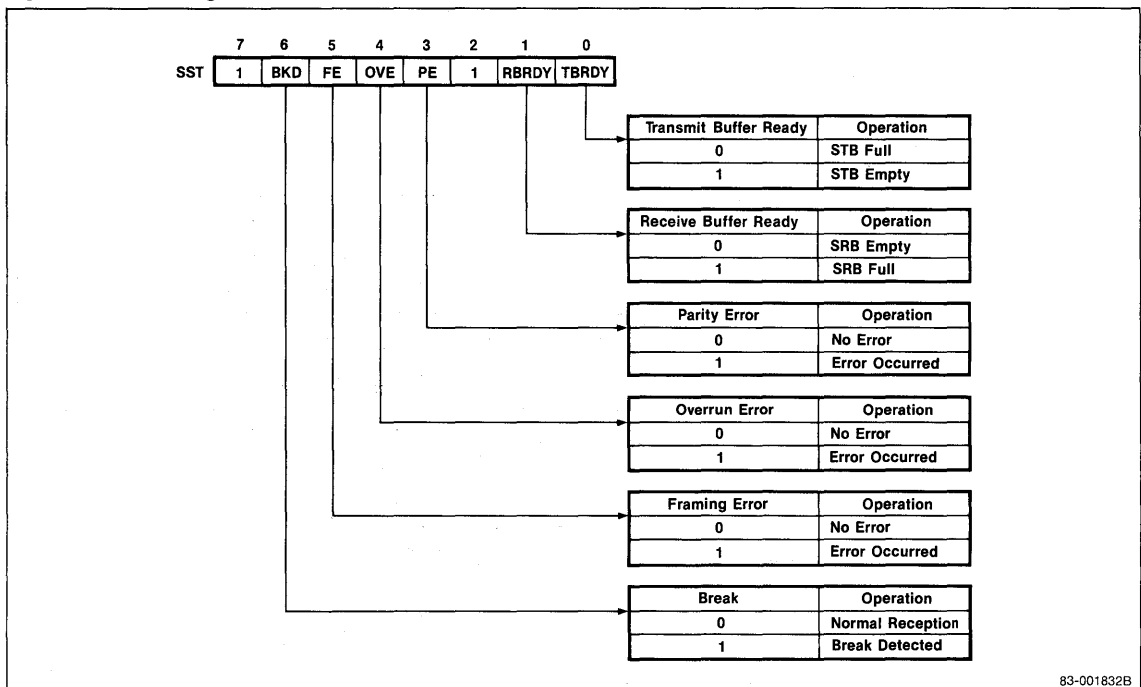 7 6 5 4 3 2 1 0
SST 1 BKD FE OVE PE 1 RBRDY TBRDY
Transmit Buffer Ready Operation
0 STB Full
1 STB Empty
Receive Buffer Ready Operation
0 SRB Empty
1 SRB Full
Parity Error Operation
0 No Error
1 Error Occurred
Overrun Error Operation
0 No Error
1 Error Occurred
Framing Error Operation
0 No Error
1 Error Occurred
Break Operation
0 Normal Reception
1 Break Detected
83-001832B